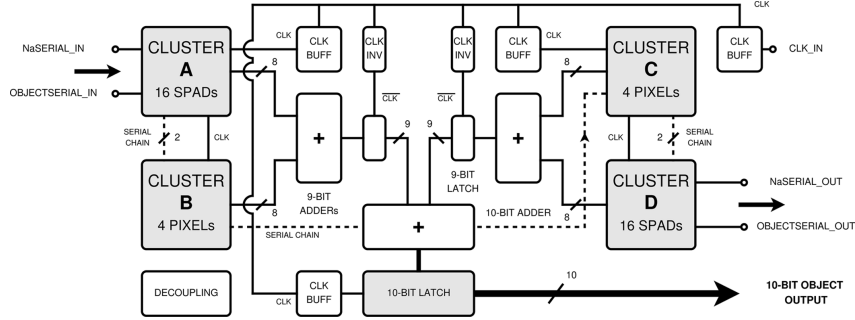 CLK
NaSERIAL_IN
OBJECTSERIAL_IN
CLUSTER
A
16 SPADs
CLK
8
CLK
BUFF
CLK
INV
CLK
INV
CLK
BUFF
CLK
8
CLUSTER
C
4 PIXELs
CLK
BUFF
CLK_IN
CLK
CLK
SERIAL
CHAIN
2
CLK
+
9
9
+
CLK
2
SERIAL
CHAIN
CLUSTER
B
4 PIXELs
8
9-BIT
ADDERs
9-BIT
LATCH
8
CLUSTER
D
16 SPADs
NaSERIAL_OUT
OBJECTSERIAL_OUT
SERIAL CHAIN
+
10-BIT ADDER
DECOUPLING
CLK
CLK
BUFF
10-BIT LATCH
10
10-BIT OBJECT
OUTPUT